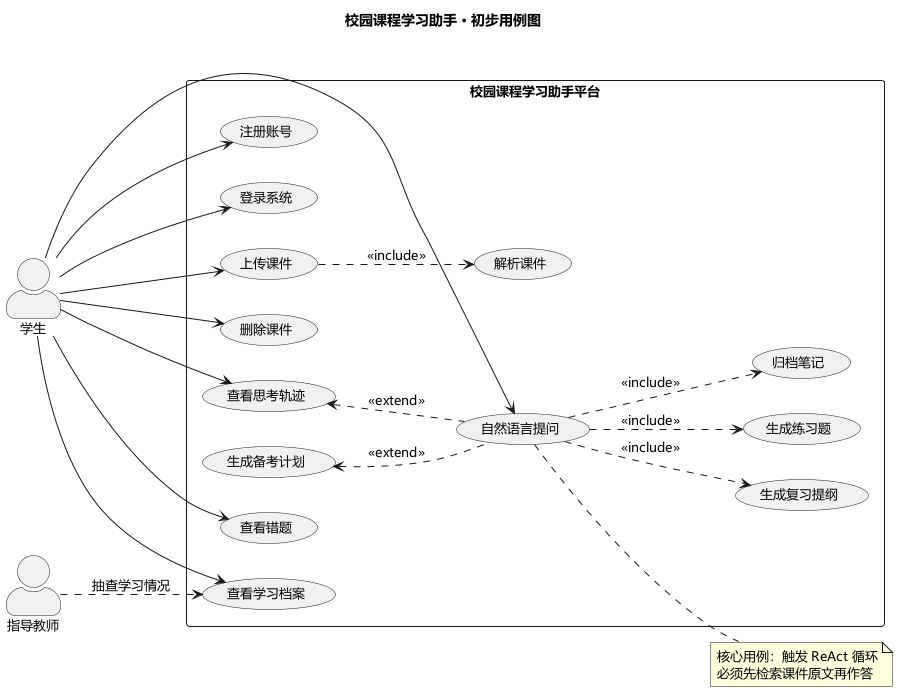 校园课程学习助手·初步用例图
校园课程学习助手平台
注册账号
登录系统
上传课件
«include»
解析课件
删除课件
学生
查看思考轨迹
«extend»
自然语言提问
«include»
归档笔记
«include»
生成练习题
«include»
生成复习提纲
生成备考计划
«extend»
查看错题
指导教师
抽查学习情况
查看学习档案
核心用例：触发 ReAct 循环
必须先检索课件原文再作答